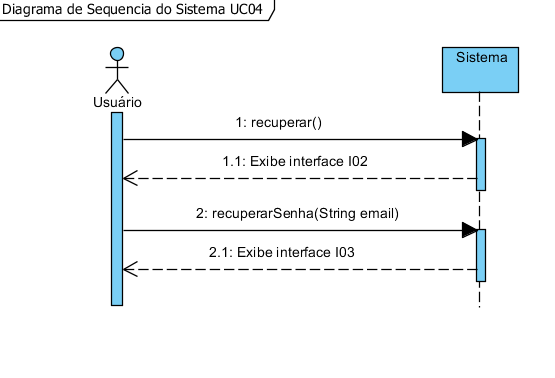 Diagrama de Sequencia do Sistema UC04
Sistema
Usuário
1: recuperar()
1.1: Exibe interface I02
2: recuperarSenha(String email)
2.1: Exibe interface I03